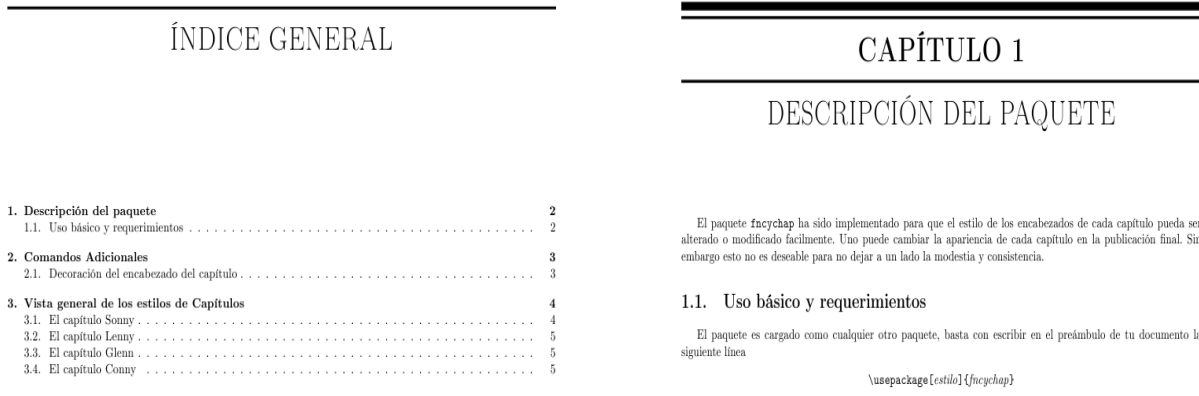 ÍNDICE GENERAL
1. Descripción del paquete 2
1.1. Uso básico y requerimientos . . . . . . . . . . . . . . . . . . . . . . . . . . . . . . . . . . . . . . . . 2
2. Comandos Adicionales 3
2.1. Decoración del encabezado del capítulo . . . . . . . . . . . . . . . . . . . . . . . . . . . . . . . . . . 3
3. Vista general de los estilos de Capítulos 4
3.1. El capítulo Sonny . . . . . . . . . . . . . . . . . . . . . . . . . . . . . . . . . . . . . . . . . . . . . . 4
3.2. El capítulo Lenny . . . . . . . . . . . . . . . . . . . . . . . . . . . . . . . . . . . . . . . . . . . . . . 5
3.3. El capítulo Glenn . . . . . . . . . . . . . . . . . . . . . . . . . . . . . . . . . . . . . . . . . . . . . . 5
3.4. El capítulo Conny . . . . . . . . . . . . . . . . . . . . . . . . . . . . . . . . . . . . . . . . . . . . . 5
CAPÍTULO 1
DESCRIPCIÓN DEL PAQUETE
El paquete fncychap ha sido implementado para que el estilo de los encabezados de cada capítulo pueda ser
alterado o modificado facilmente. Uno puede cambiar la apariencia de cada capítulo en la publicación final. Sin
embargo esto no es deseable para no dejar a un lado la modestia y consistencia.
1.1. Uso básico y requerimientos
El paquete es cargado como cualquier otro paquete, basta con escribir en el preámbulo de tu documento la
siguiente línea
\usepackage[estilo]{fncychap}